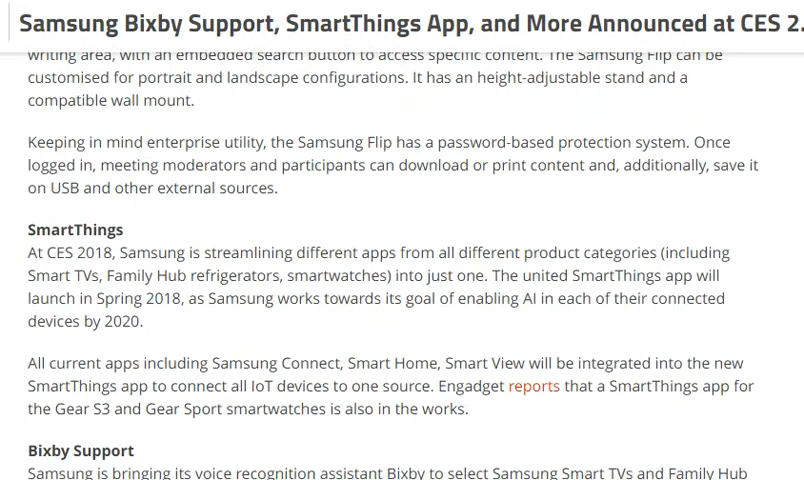 Samsung Bixby Support, SmartThings App, and More Announced at CES 2
writing area, with an embedded search button to access specific content. The Samsung Flip can be
customised for portrait and landscape configurations. It has an height-adjustable stand and a
compatible wall mount.
Keeping in mind enterprise utility, the Samsung Flip has a password-based protection system. Once
logged in, meeting moderators and participants can download or print content and, additionally, save it
on USB and other external sources.
SmartThings
At CES 2018, Samsung is streamlining different apps from all different product categories (including
Smart TVs, Family Hub refrigerators, smartwatches) into just one. The united SmartThings app will
launch in Spring 2018, as Samsung works towards its goal of enabling AI in each of their connected
devices by 2020.
All current apps including Samsung Connect, Smart Home, Smart View will be integrated into the new
SmartThings app to connect all IoT devices to one source. Engadget reports that a SmartThings app for
the Gear S3 and Gear Sport smartwatches is also in the works.
Bixby Support
Samsung is bringing its voice recognition assistant Bixby to select Samsung Smart TVs and Family Hub